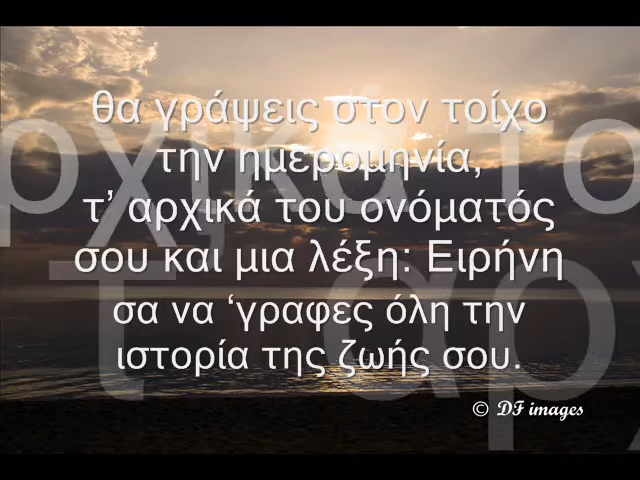 θα γράψεις στον τοίχο
την ημερομηνία,
τ’ αρχικά του ονόματός
σου και μια λέξη: Ειρήνη
σα να ‘γραφες όλη την
ιστορία της ζωής σου.
© DF images